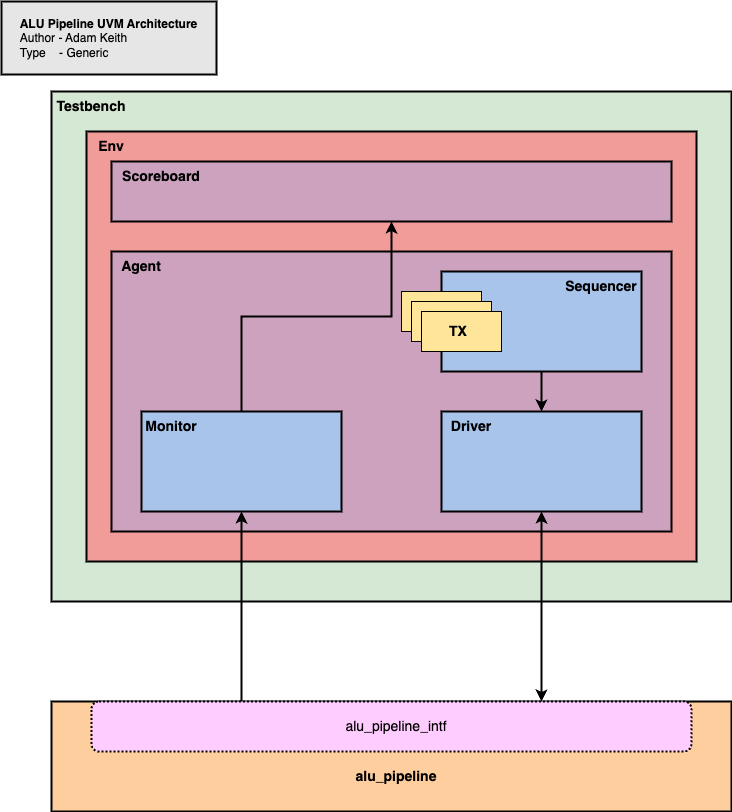 ALU Pipeline UVM Architecture
Author - Adam Keith
Type - Generic
Testbench
Env
Scoreboard
Agent
Sequencer
TX
Monitor
Driver
alu_pipeline_intf
alu_pipeline